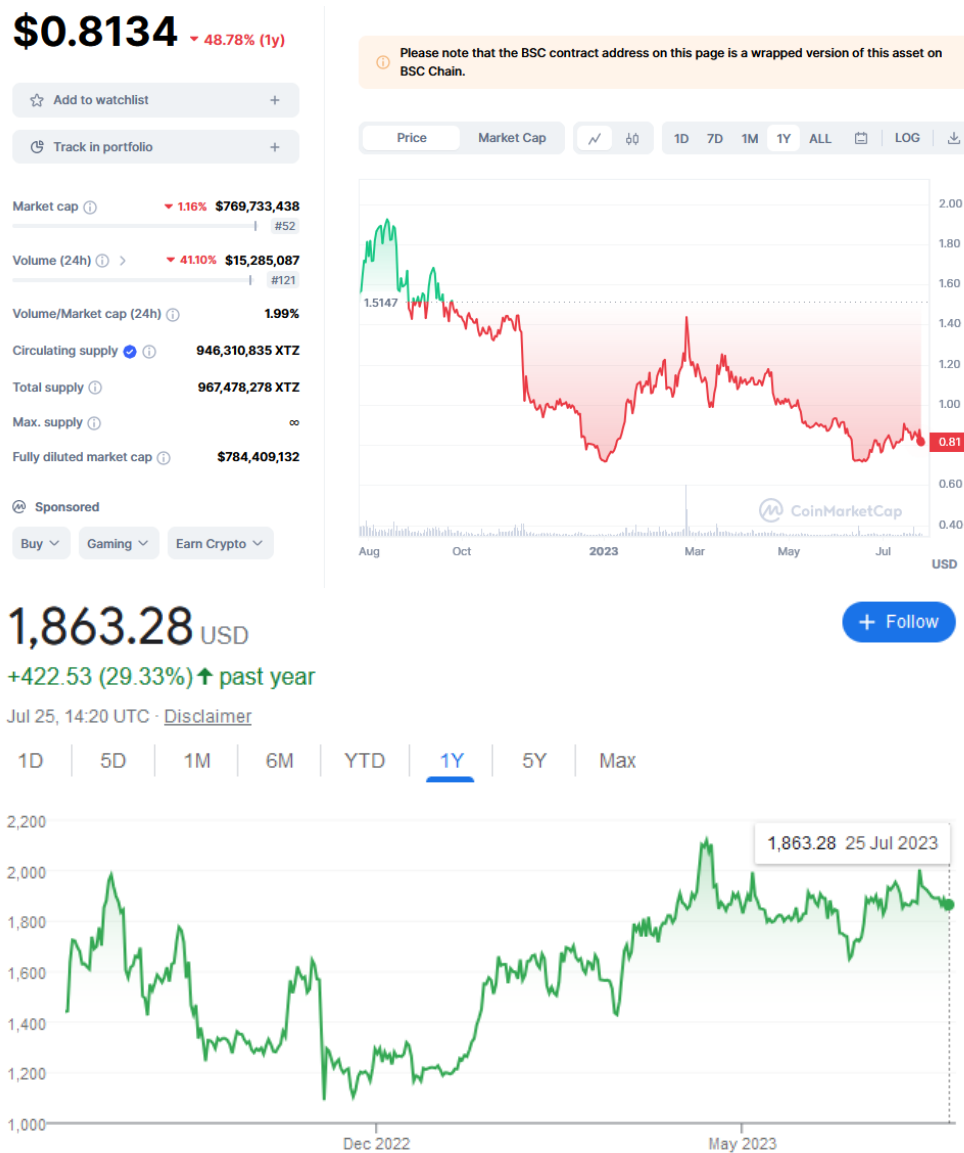 $0.8134 48.78% (1y)
Add to watchlist +
Track in portfolio +
Market cap 1.16% $769,733,438
#52
Volume (24h) 41.10% $15,285,087
#121
Volume/Market cap (24h) 1.99%
Circulating supply 946,310,835 XTZ
Total supply 967,478,278 XTZ
Max. supply ∞
Fully diluted market cap $784,409,132
Sponsored
Buy
Gaming
Earn Crypto
Please note that the BSC contract address on this page is a wrapped version of this asset on
BSC Chain.
Price Market Cap 1D 7D 1M 1Y ALL LOG
2.00
1.80
1.60
1.5147
1.40
1.20
1.00
0.81
0.60
0.40
CoinMarketCap
Aug Oct 2023 Mar May Jul
USD
1,863.28 USD
+ Follow
+422.53 (29.33%) past year
Jul 25, 14:20 UTC · Disclaimer
1D 5D 1M 6M YTD 1Y 5Y Max
2,200
1,863.28 25 Jul 2023
2,000
1,800
1,600
1,400
1,200
1,000
Dec 2022 May 2023